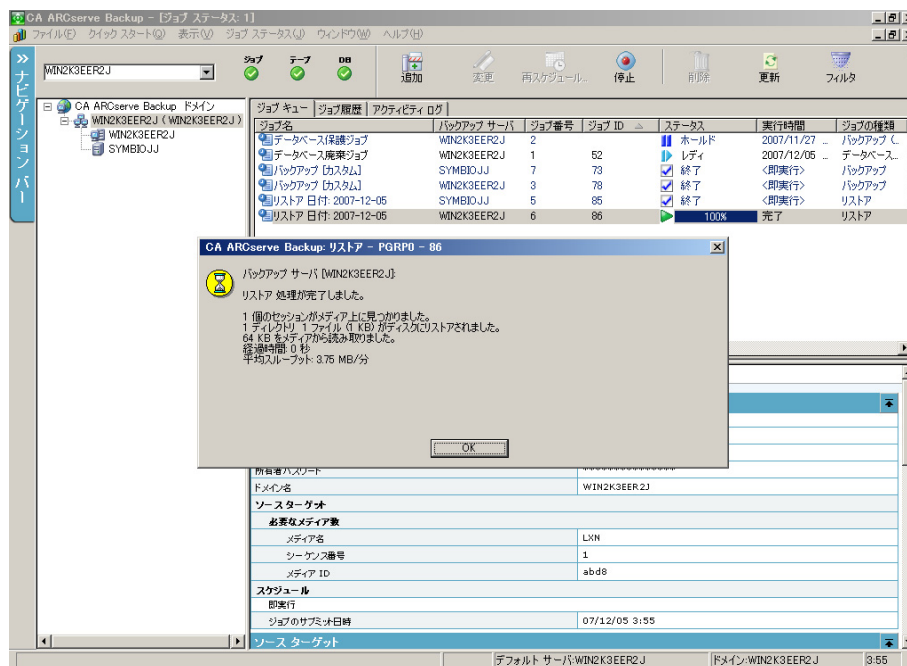 CA ARCserve Backup - [ジョブ ステータス: 1]
ファイル(F) クイック スタート(Q) 表示(V) ジョブ ステータス(J) ウィンドウ(W) ヘルプ(H)
ジョブ テープ DB
WIN2K3EER2J
追加 変更 再スケジュール... 停止 削除 更新 フィルタ
»
ナビゲーション バー
CA ARCserve Backup ドメイン
WIN2K3EER2J ( WIN2K3EER2J )
WIN2K3EER2J
SYMBIOJJ
ジョブ キュー ジョブ履歴 アクティビティ ログ
ジョブ名 バックアップ サーバ ジョブ番号 ジョブ ID ステータス 実行時間 ジョブの種類
データベース保護ジョブ WIN2K3EER2J 2 ホールド 2007/11/27 ... バックアップ (...
データベース廃棄ジョブ WIN2K3EER2J 1 52 レディ 2007/12/05 ... データベース...
バックアップ [カスタム] SYMBIOJJ 7 73 終了 <即実行> バックアップ
バックアップ [カスタム] WIN2K3EER2J 3 78 終了 <即実行> バックアップ
リストア 日付: 2007-12-05 SYMBIOJJ 5 85 終了 <即実行> リストア
リストア 日付: 2007-12-05 WIN2K3EER2J 6 86 100% 完了 リストア
CA ARCserve Backup: リストア - PGRP0 - 86
バックアップ サーバ [WIN2K3EER2J]:
リストア 処理が完了しました。
1 個のセッションがメディア上に見つかりました。
1 ディレクトリ 1 ファイル (1 KB) がディスクにリストアされました。
64 KB をメディアから読み取りました。
経過時間: 0 秒
平均スループット: 3.75 MB/分
OK
所有者パスワード ****************
ドメイン名 WIN2K3EER2J
ソース ターゲット
必要なメディア数
メディア名 LXN
シーケンス番号 1
メディア ID abd8
スケジュール
即実行
ジョブのサブミット日時 07/12/05 3:55
ソース ターゲット
デフォルト サーバ:WIN2K3EER2J ドメイン:WIN2K3EER2J 3:55